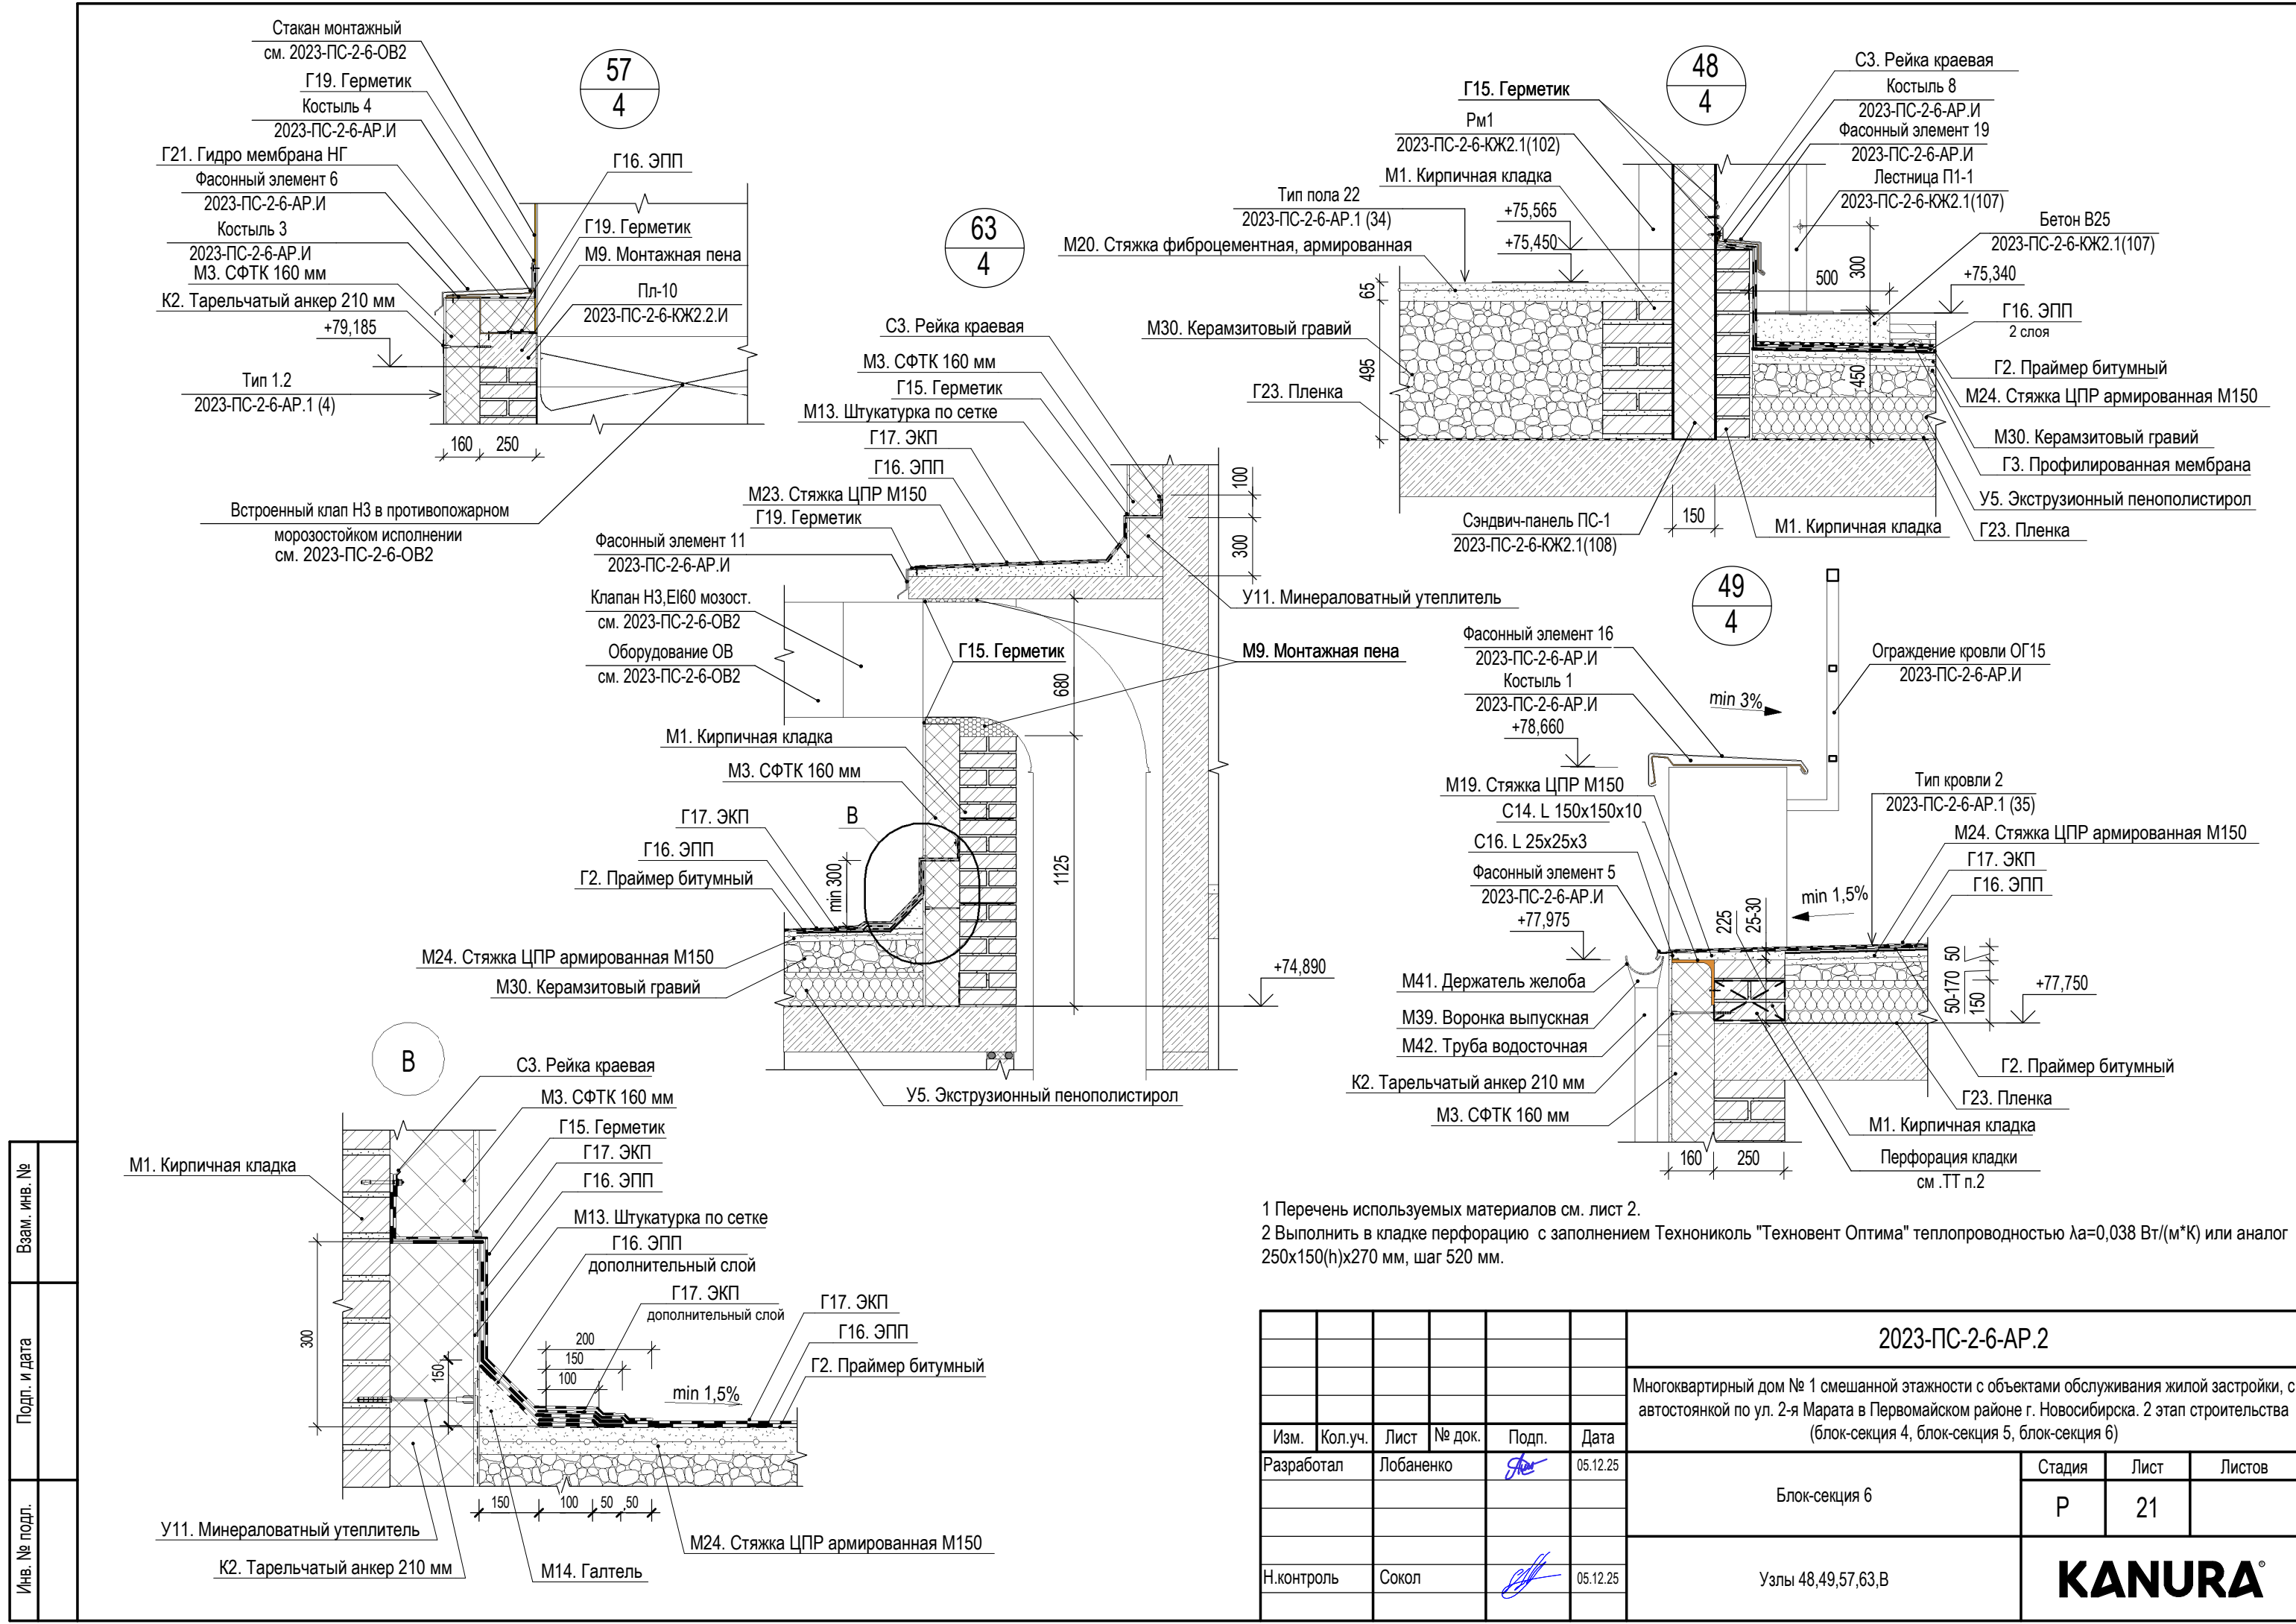 57
4
Стакан монтажный
см. 2023-ПС-2-6-ОВ2
Г19. Герметик
Костыль 4
2023-ПС-2-6-АР.И
Г21. Гидро мембрана НГ
Фасонный элемент 6
2023-ПС-2-6-АР.И
Костыль 3
2023-ПС-2-6-АР.И
М3. СФТК 160 мм
К2. Тарельчатый анкер 210 мм
+79,185
Тип 1.2
2023-ПС-2-6-АР.1 (4)
160
250
Г16. ЭПП
Г19. Герметик
М9. Монтажная пена
Пл-10
2023-ПС-2-6-КЖ2.2.И
Встроенный клап Н3 в противопожарном
морозостойком исполнении
см. 2023-ПС-2-6-ОВ2
63
4
С3. Рейка краевая
М3. СФТК 160 мм
Г15. Герметик
М13. Штукатурка по сетке
Г17. ЭКП
Г16. ЭПП
М23. Стяжка ЦПР М150
Г19. Герметик
Фасонный элемент 11
2023-ПС-2-6-АР.И
Клапан Н3,EI60 мозост.
см. 2023-ПС-2-6-ОВ2
Оборудование ОВ
см. 2023-ПС-2-6-ОВ2
100
300
У11. Минераловатный утеплитель
Г15. Герметик
М9. Монтажная пена
680
1125
М1. Кирпичная кладка
М3. СФТК 160 мм
Г17. ЭКП
В
Г16. ЭПП
Г2. Праймер битумный
min 300
М24. Стяжка ЦПР армированная М150
М30. Керамзитовый гравий
+74,890
У5. Экструзионный пенополистирол
48
4
Г15. Герметик
Рм1
2023-ПС-2-6-КЖ2.1(102)
М1. Кирпичная кладка
Тип пола 22
2023-ПС-2-6-АР.1 (34)
М20. Стяжка фиброцементная, армированная
+75,565
+75,450
65
495
М30. Керамзитовый гравий
Г23. Пленка
С3. Рейка краевая
Костыль 8
2023-ПС-2-6-АР.И
Фасонный элемент 19
2023-ПС-2-6-АР.И
Лестница П1-1
2023-ПС-2-6-КЖ2.1(107)
Бетон В25
2023-ПС-2-6-КЖ2.1(107)
500
300
+75,340
Г16. ЭПП
2 слоя
450
Г2. Праймер битумный
М24. Стяжка ЦПР армированная М150
М30. Керамзитовый гравий
Г3. Профилированная мембрана
У5. Экструзионный пенополистирол
Г23. Пленка
Сэндвич-панель ПС-1
2023-ПС-2-6-КЖ2.1(108)
150
М1. Кирпичная кладка
49
4
Фасонный элемент 16
2023-ПС-2-6-АР.И
Костыль 1
2023-ПС-2-6-АР.И
+78,660
min 3%
Ограждение кровли ОГ15
2023-ПС-2-6-АР.И
М19. Стяжка ЦПР М150
С14. L 150x150x10
С16. L 25x25x3
Фасонный элемент 5
2023-ПС-2-6-АР.И
+77,975
Тип кровли 2
2023-ПС-2-6-АР.1 (35)
М24. Стяжка ЦПР армированная М150
Г17. ЭКП
Г16. ЭПП
min 1,5%
225
25-30
М41. Держатель желоба
М39. Воронка выпускная
М42. Труба водосточная
К2. Тарельчатый анкер 210 мм
М3. СФТК 160 мм
50
50-170
150
+77,750
Г2. Праймер битумный
Г23. Пленка
М1. Кирпичная кладка
Перфорация кладки
см .ТТ п.2
160
250
В
С3. Рейка краевая
М3. СФТК 160 мм
Г15. Герметик
Г17. ЭКП
Г16. ЭПП
М13. Штукатурка по сетке
Г16. ЭПП
дополнительный слой
Г17. ЭКП
дополнительный слой
Г17. ЭКП
Г16. ЭПП
Г2. Праймер битумный
М1. Кирпичная кладка
300
150
200
150
100
min 1,5%
150
100
50
50
У11. Минераловатный утеплитель
К2. Тарельчатый анкер 210 мм
М14. Галтель
М24. Стяжка ЦПР армированная М150
1 Перечень используемых материалов см. лист 2.
2 Выполнить в кладке перфорацию с заполнением Технониколь "Техновент Оптима" теплопроводностью λа=0,038 Вт/(м*К) или аналог
250х150(h)х270 мм, шаг 520 мм.
2023-ПС-2-6-АР.2
Многоквартирный дом № 1 смешанной этажности с объектами обслуживания жилой застройки, с
автостоянкой по ул. 2-я Марата в Первомайском районе г. Новосибирска. 2 этап строительства
(блок-секция 4, блок-секция 5, блок-секция 6)
Изм. Кол.уч. Лист № док. Подп. Дата
Разработал Лобаненко 05.12.25
Н.контроль Сокол 05.12.25
Блок-секция 6
Стадия Лист Листов
Р 21
Узлы 48,49,57,63,В
KANURA
Взам. инв. №
Подп. и дата
Инв. № подл.